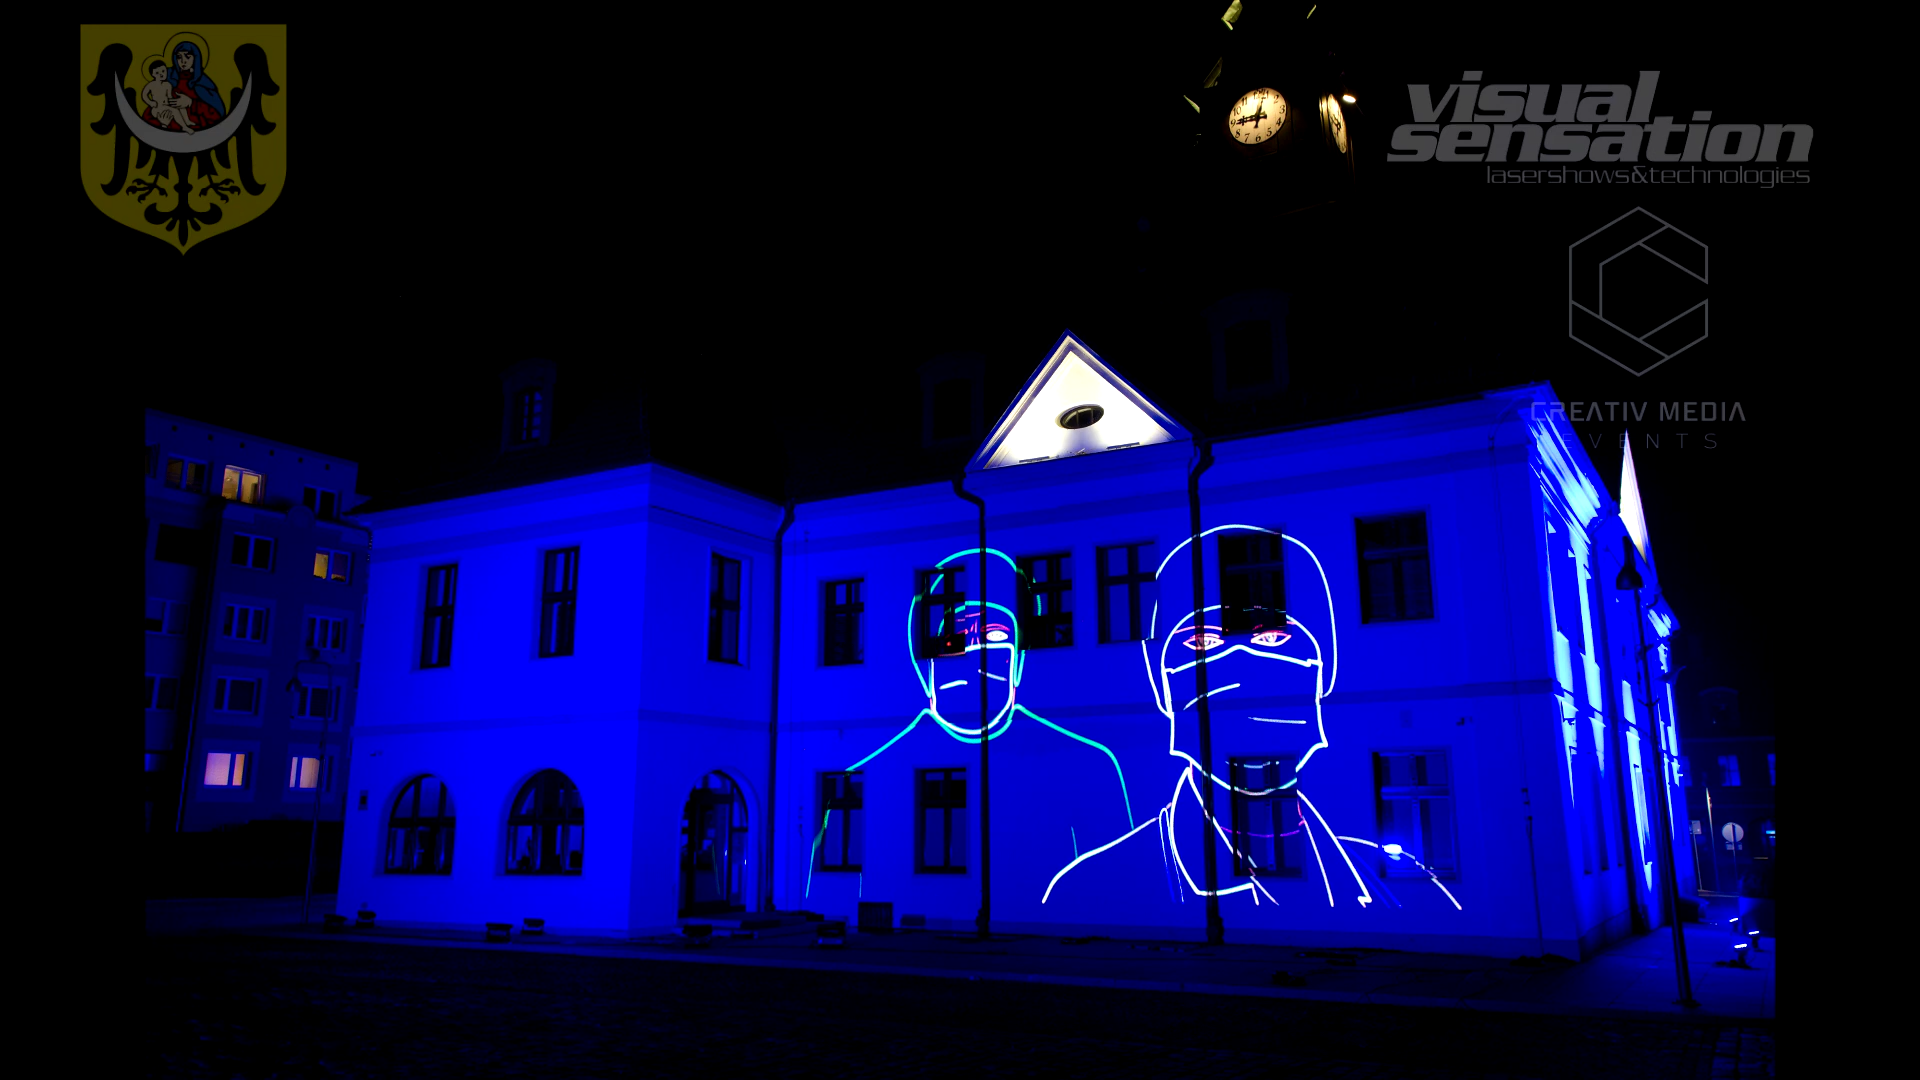 visual
sensation
lasershows&technologies
CREATIV MEDIA
EVENTS